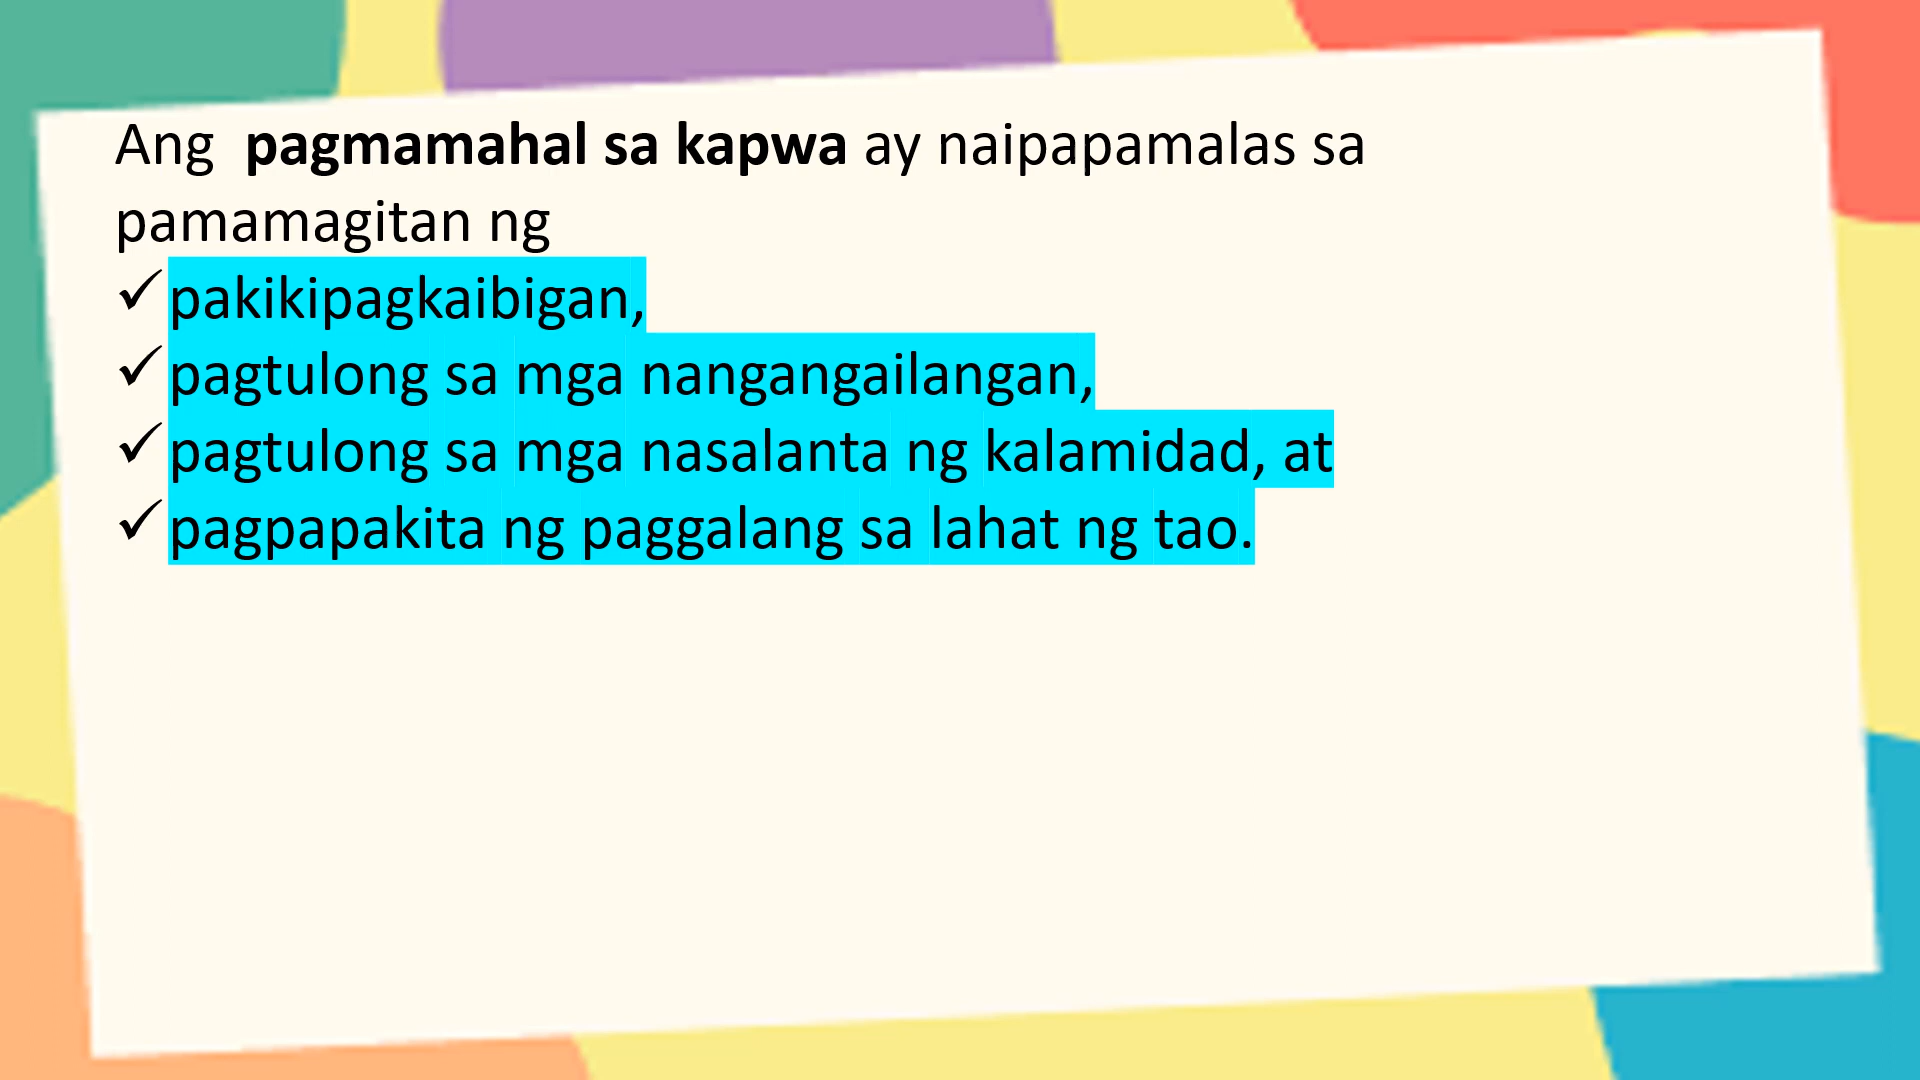 Ang  pagmamahal sa kapwa ay naipapamalas sa
pamamagitan ng
✓pakikipagkaibigan,
✓pagtulong sa mga nangangailangan,
✓pagtulong sa mga nasalanta ng kalamidad, at
✓pagpapakita ng paggalang sa lahat ng tao.